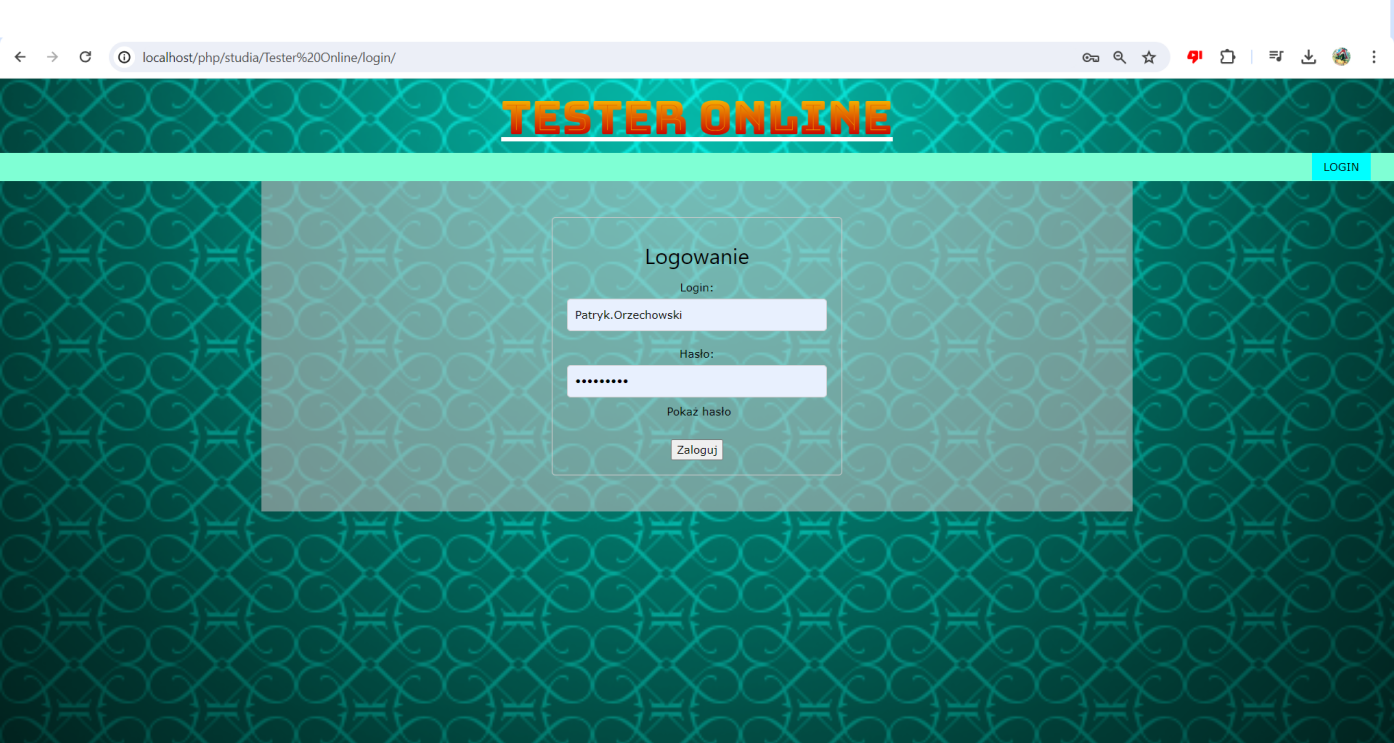 localhost/php/studia/Tester%20Online/login/
TESTER ONLINE
LOGIN
Logowanie
Login:
Patryk.Orzechowski
Hasło:
•••••••••
Pokaż hasło
Zaloguj